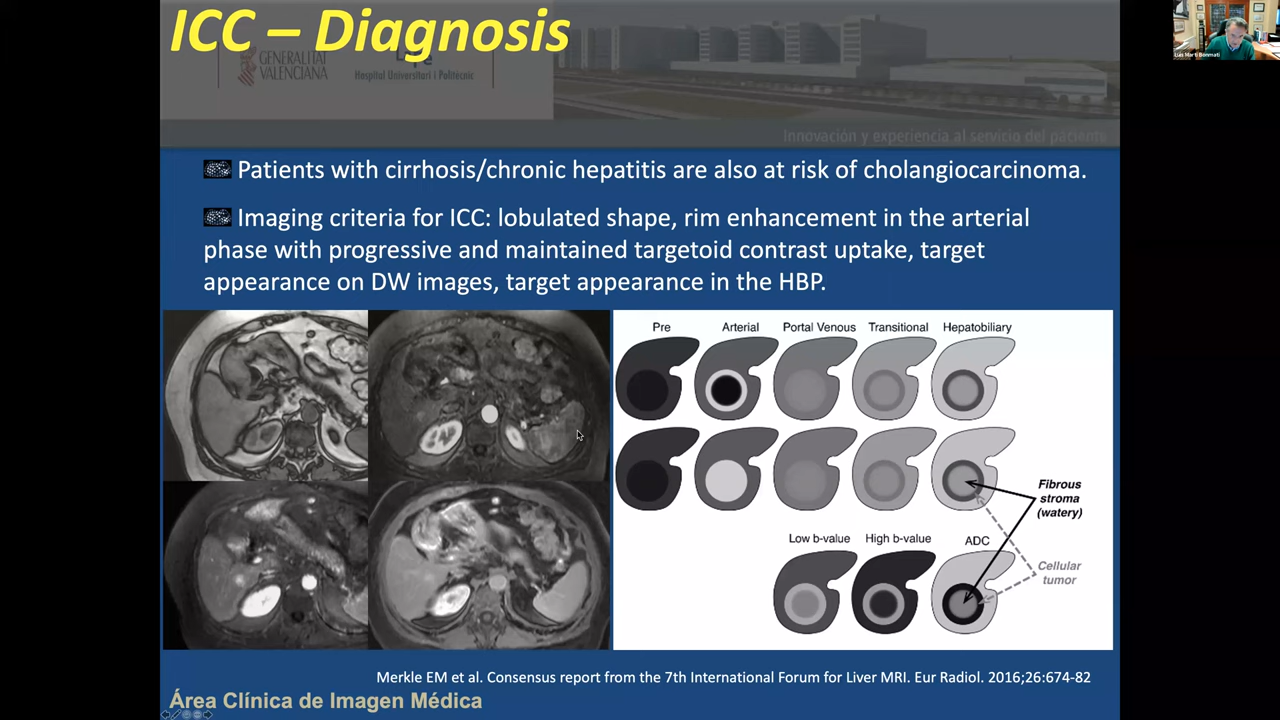 ICC – Diagnosis
GENERALITAT
VALENCIANA
Hospital Universitari i Politècnic
Innovación y experiencia al servicio del paciente
Luis Martí Bonmatí
Patients with cirrhosis/chronic hepatitis are also at risk of cholangiocarcinoma.
Imaging criteria for ICC: lobulated shape, rim enhancement in the arterial
phase with progressive and maintained targetoid contrast uptake, target
appearance on DW images, target appearance in the HBP.
Pre Arterial Portal Venous Transitional Hepatobiliary
Fibrous
stroma
(watery)
Low b-value High b-value ADC
Cellular
tumor
Merkle EM et al. Consensus report from the 7th International Forum for Liver MRI. Eur Radiol. 2016;26:674-82
Área Clínica de Imagen Médica